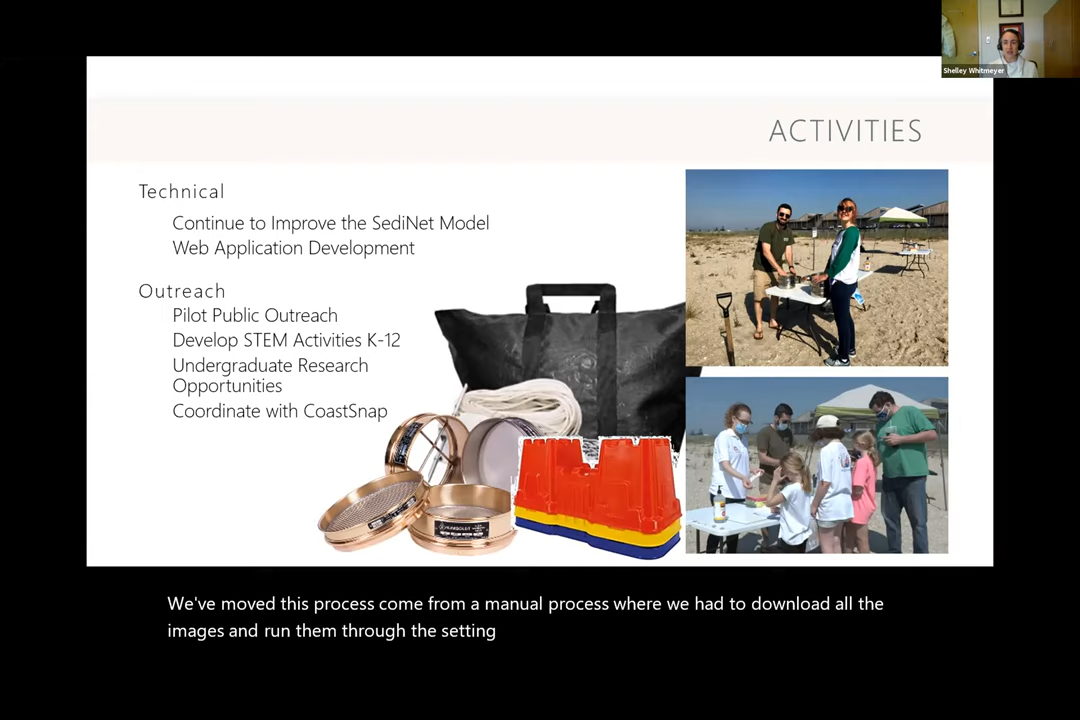 Shelley Whitmeyer
ACTIVITIES
Technical
Continue to Improve the SediNet Model
Web Application Development
Outreach
Pilot Public Outreach
Develop STEM Activities K-12
Undergraduate Research
Opportunities
Coordinate with CoastSnap
HUMBOLDT
We've moved this process come from a manual process where we had to download all the
images and run them through the setting